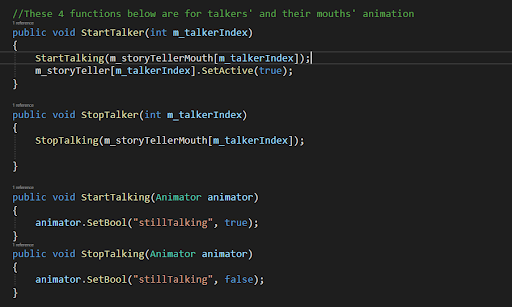 //These 4 functions below are for talkers' and their mouths' animation
1 reference
public void StartTalker(int m_talkerIndex)
{
StartTalking(m_storyTellerMouth[m_talkerIndex]);
m_storyTeller[m_talkerIndex].SetActive(true);
}
1 reference
public void StopTalker(int m_talkerIndex)
{
StopTalking(m_storyTellerMouth[m_talkerIndex]);
}
1 reference
public void StartTalking(Animator animator)
{
animator.SetBool("stillTalking", true);
}
1 reference
public void StopTalking(Animator animator)
{
animator.SetBool("stillTalking", false);
}